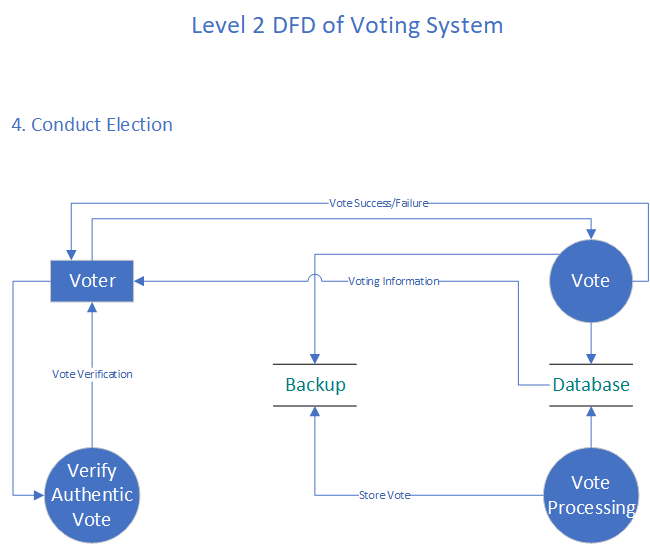 Level 2 DFD of Voting System
4. Conduct Election
Vote Success/Failure
Voter
Voting Information
Vote
Vote Verification
Backup
Database
Verify
Authentic
Vote
Store Vote
Vote
Processing